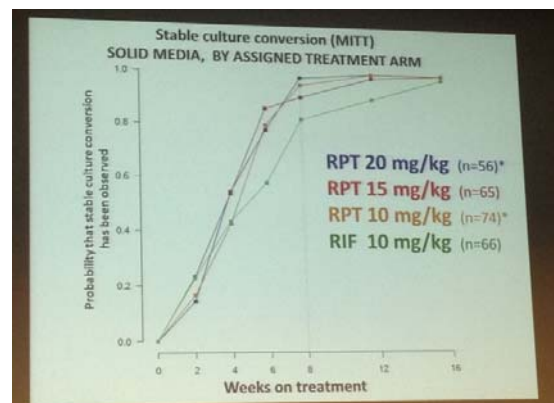 Stable culture conversion (MITT)
SOLID MEDIA, BY ASSIGNED TREATMENT ARM
Probability that stable culture conversion
has been observed
1.0
0.8
0.6
0.4
0.2
0.0
RPT 20 mg/kg (n=56)*
RPT 15 mg/kg (n=65)
RPT 10 mg/kg (n=74)*
RIF 10 mg/kg (n=66)
0 2 4 6 8 12 16
Weeks on treatment